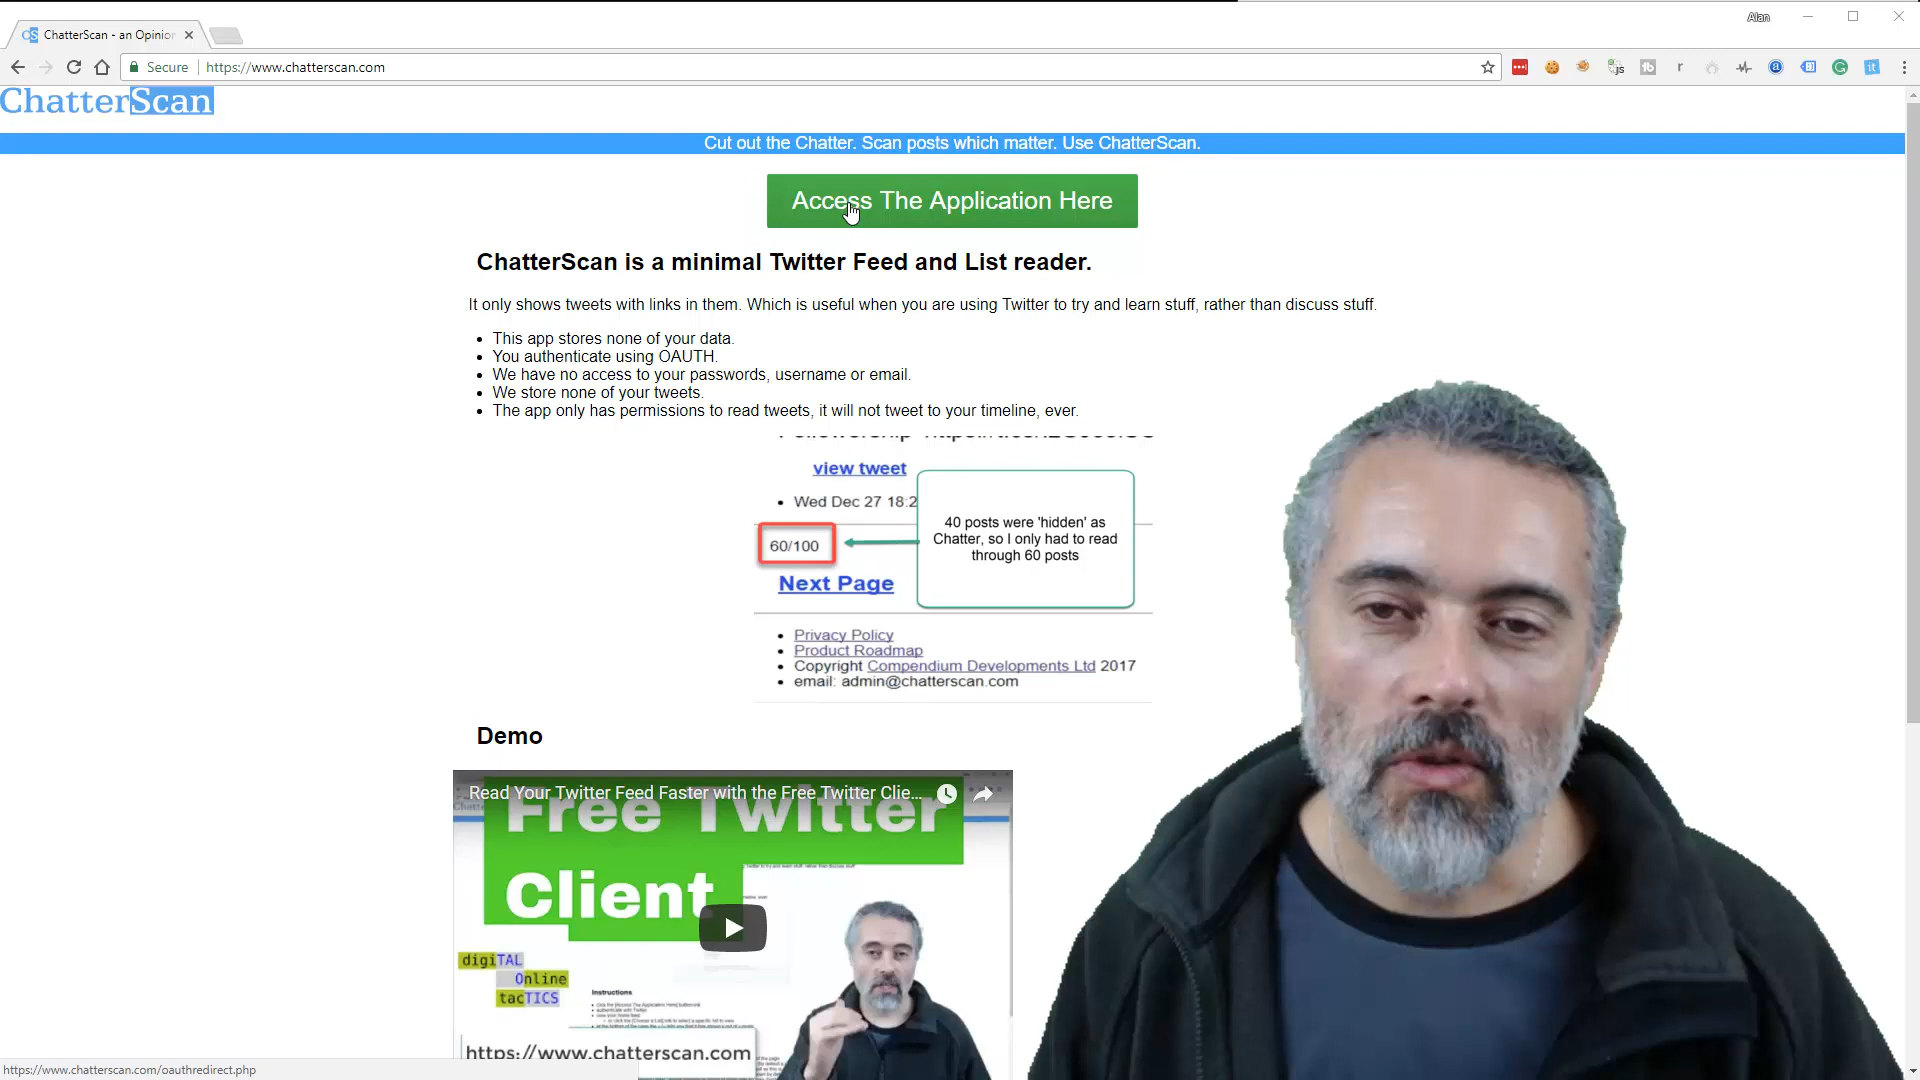 Alan
ChatterScan - an Opinion
Secure
https://www.chatterscan.com
ChatterScan
Cut out the Chatter. Scan posts which matter. Use ChatterScan.
Access The Application Here
ChatterScan is a minimal Twitter Feed and List reader.
It only shows tweets with links in them. Which is useful when you are using Twitter to try and learn stuff, rather than discuss stuff.
This app stores none of your data.
You authenticate using OAUTH.
We have no access to your passwords, username or email.
We store none of your tweets.
The app only has permissions to read tweets, it will not tweet to your timeline, ever.
view tweet
Wed Dec 27 18:2
40 posts were 'hidden' as
Chatter, so I only had to read
through 60 posts
60/100
Next Page
Privacy Policy
Product Roadmap
Copyright Compendium Developments Ltd 2017
email: admin@chatterscan.com
Demo
Read Your Twitter Feed Faster with the Free Twitter Clie...
Free Twitter
Client
digiTAL
Online
tacTICS
Instructions
https://www.chatterscan.com
https://www.chatterscan.com/oauthredirect.php